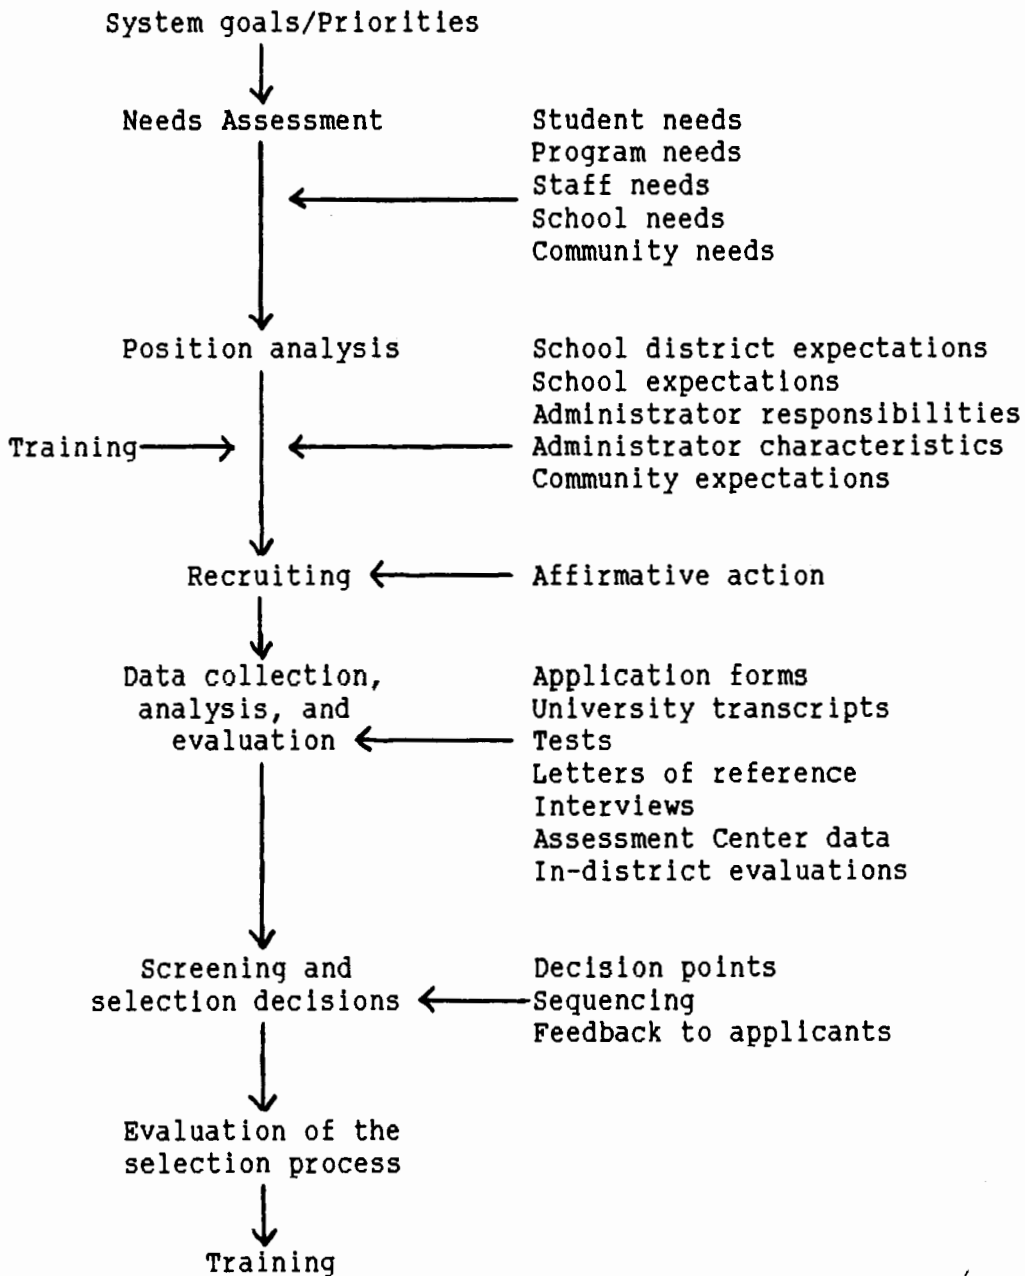 System goals/Priorities
Needs Assessment
Student needs
Program needs
Staff needs
School needs
Community needs
Position analysis
School district expectations
School expectations
Administrator responsibilities
Training
Administrator characteristics
Community expectations
Recruiting
Affirmative action
Data collection,
analysis, and
evaluation
Application forms
University transcripts
Tests
Letters of reference
Interviews
Assessment Center data
In-district evaluations
Screening and
selection decisions
Decision points
Sequencing
Feedback to applicants
Evaluation of the
selection process
Training